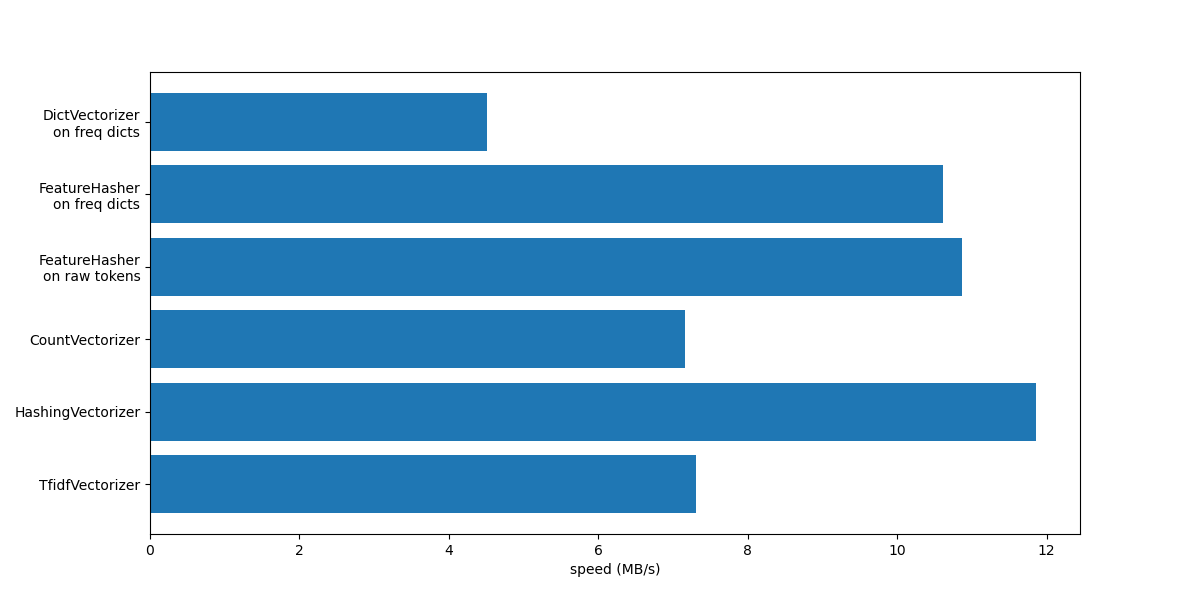 DictVectorizer
on freq dicts
FeatureHasher
on freq dicts
FeatureHasher
on raw tokens
CountVectorizer
HashingVectorizer
TfidfVectorizer
0 2 4 6 8 10 12
speed (MB/s)